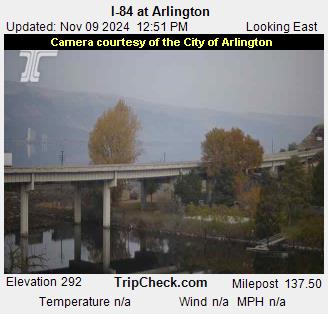 I-84 at Arlington
Updated: Nov 09 2024 12:51 PM Looking East
Camera courtesy of the City of Arlington
Elevation 292 TripCheck.com Milepost 137.50
Temperature n/a Wind n/a MPH n/a